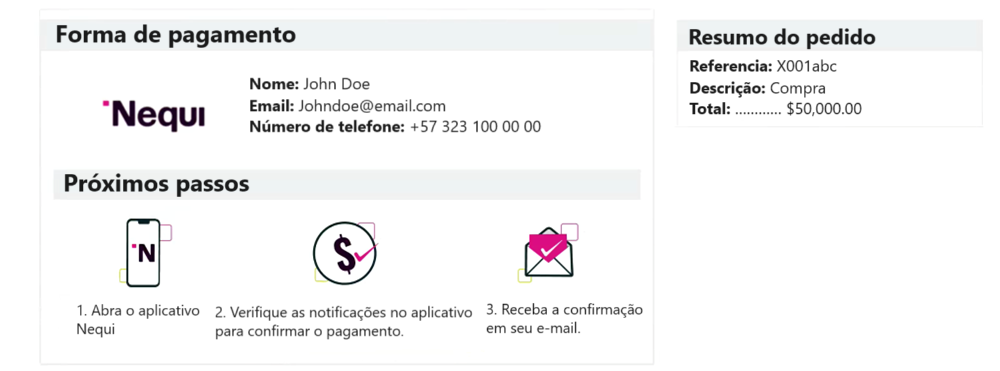 Forma de pagamento
Nequi
Nome: John Doe
Email: Johndoe@email.com
Número de telefone: +57 323 100 00 00
Próximos passos
N
$
1. Abra o aplicativo
Nequi
2. Verifique as notificações no aplicativo
para confirmar o pagamento.
3. Receba a confirmação
em seu e-mail.
Resumo do pedido
Referencia: X001abc
Descrição: Compra
Total: ............ $50,000.00